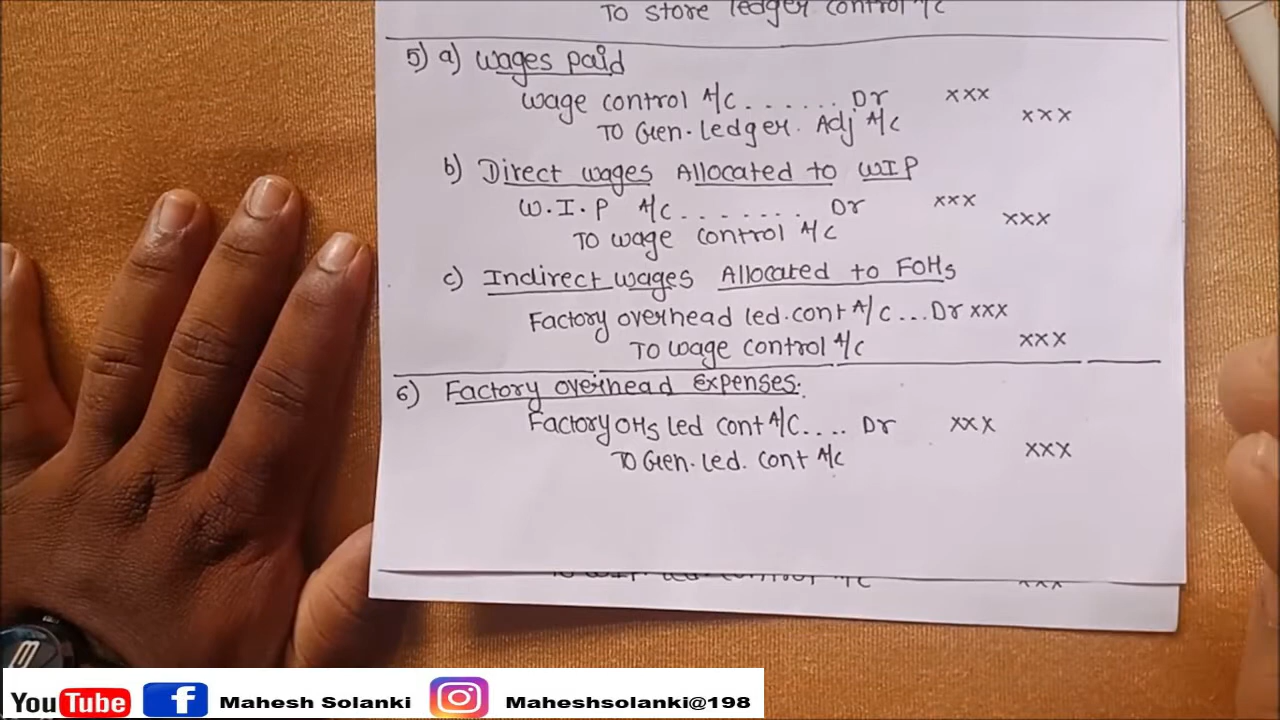 To store ledger control A/c
5) a) Wages paid
Wage control A/c ....... Dr xxx
To Gen. ledger. Adj A/c xxx
b) Direct wages Allocated to WIP
W.I.P A/c ....... Dr xxx
To wage control A/c xxx
c) Indirect wages Allocated to FOHs
Factory overhead led. cont A/c ... Dr xxx
To wage control A/c xxx
6) Factory overhead Expenses:
Factory OHs Led cont A/c .... Dr xxx
To Gen. led. cont A/c xxx
A/c xxx
YouTube f Mahesh Solanki Maheshsolanki@198